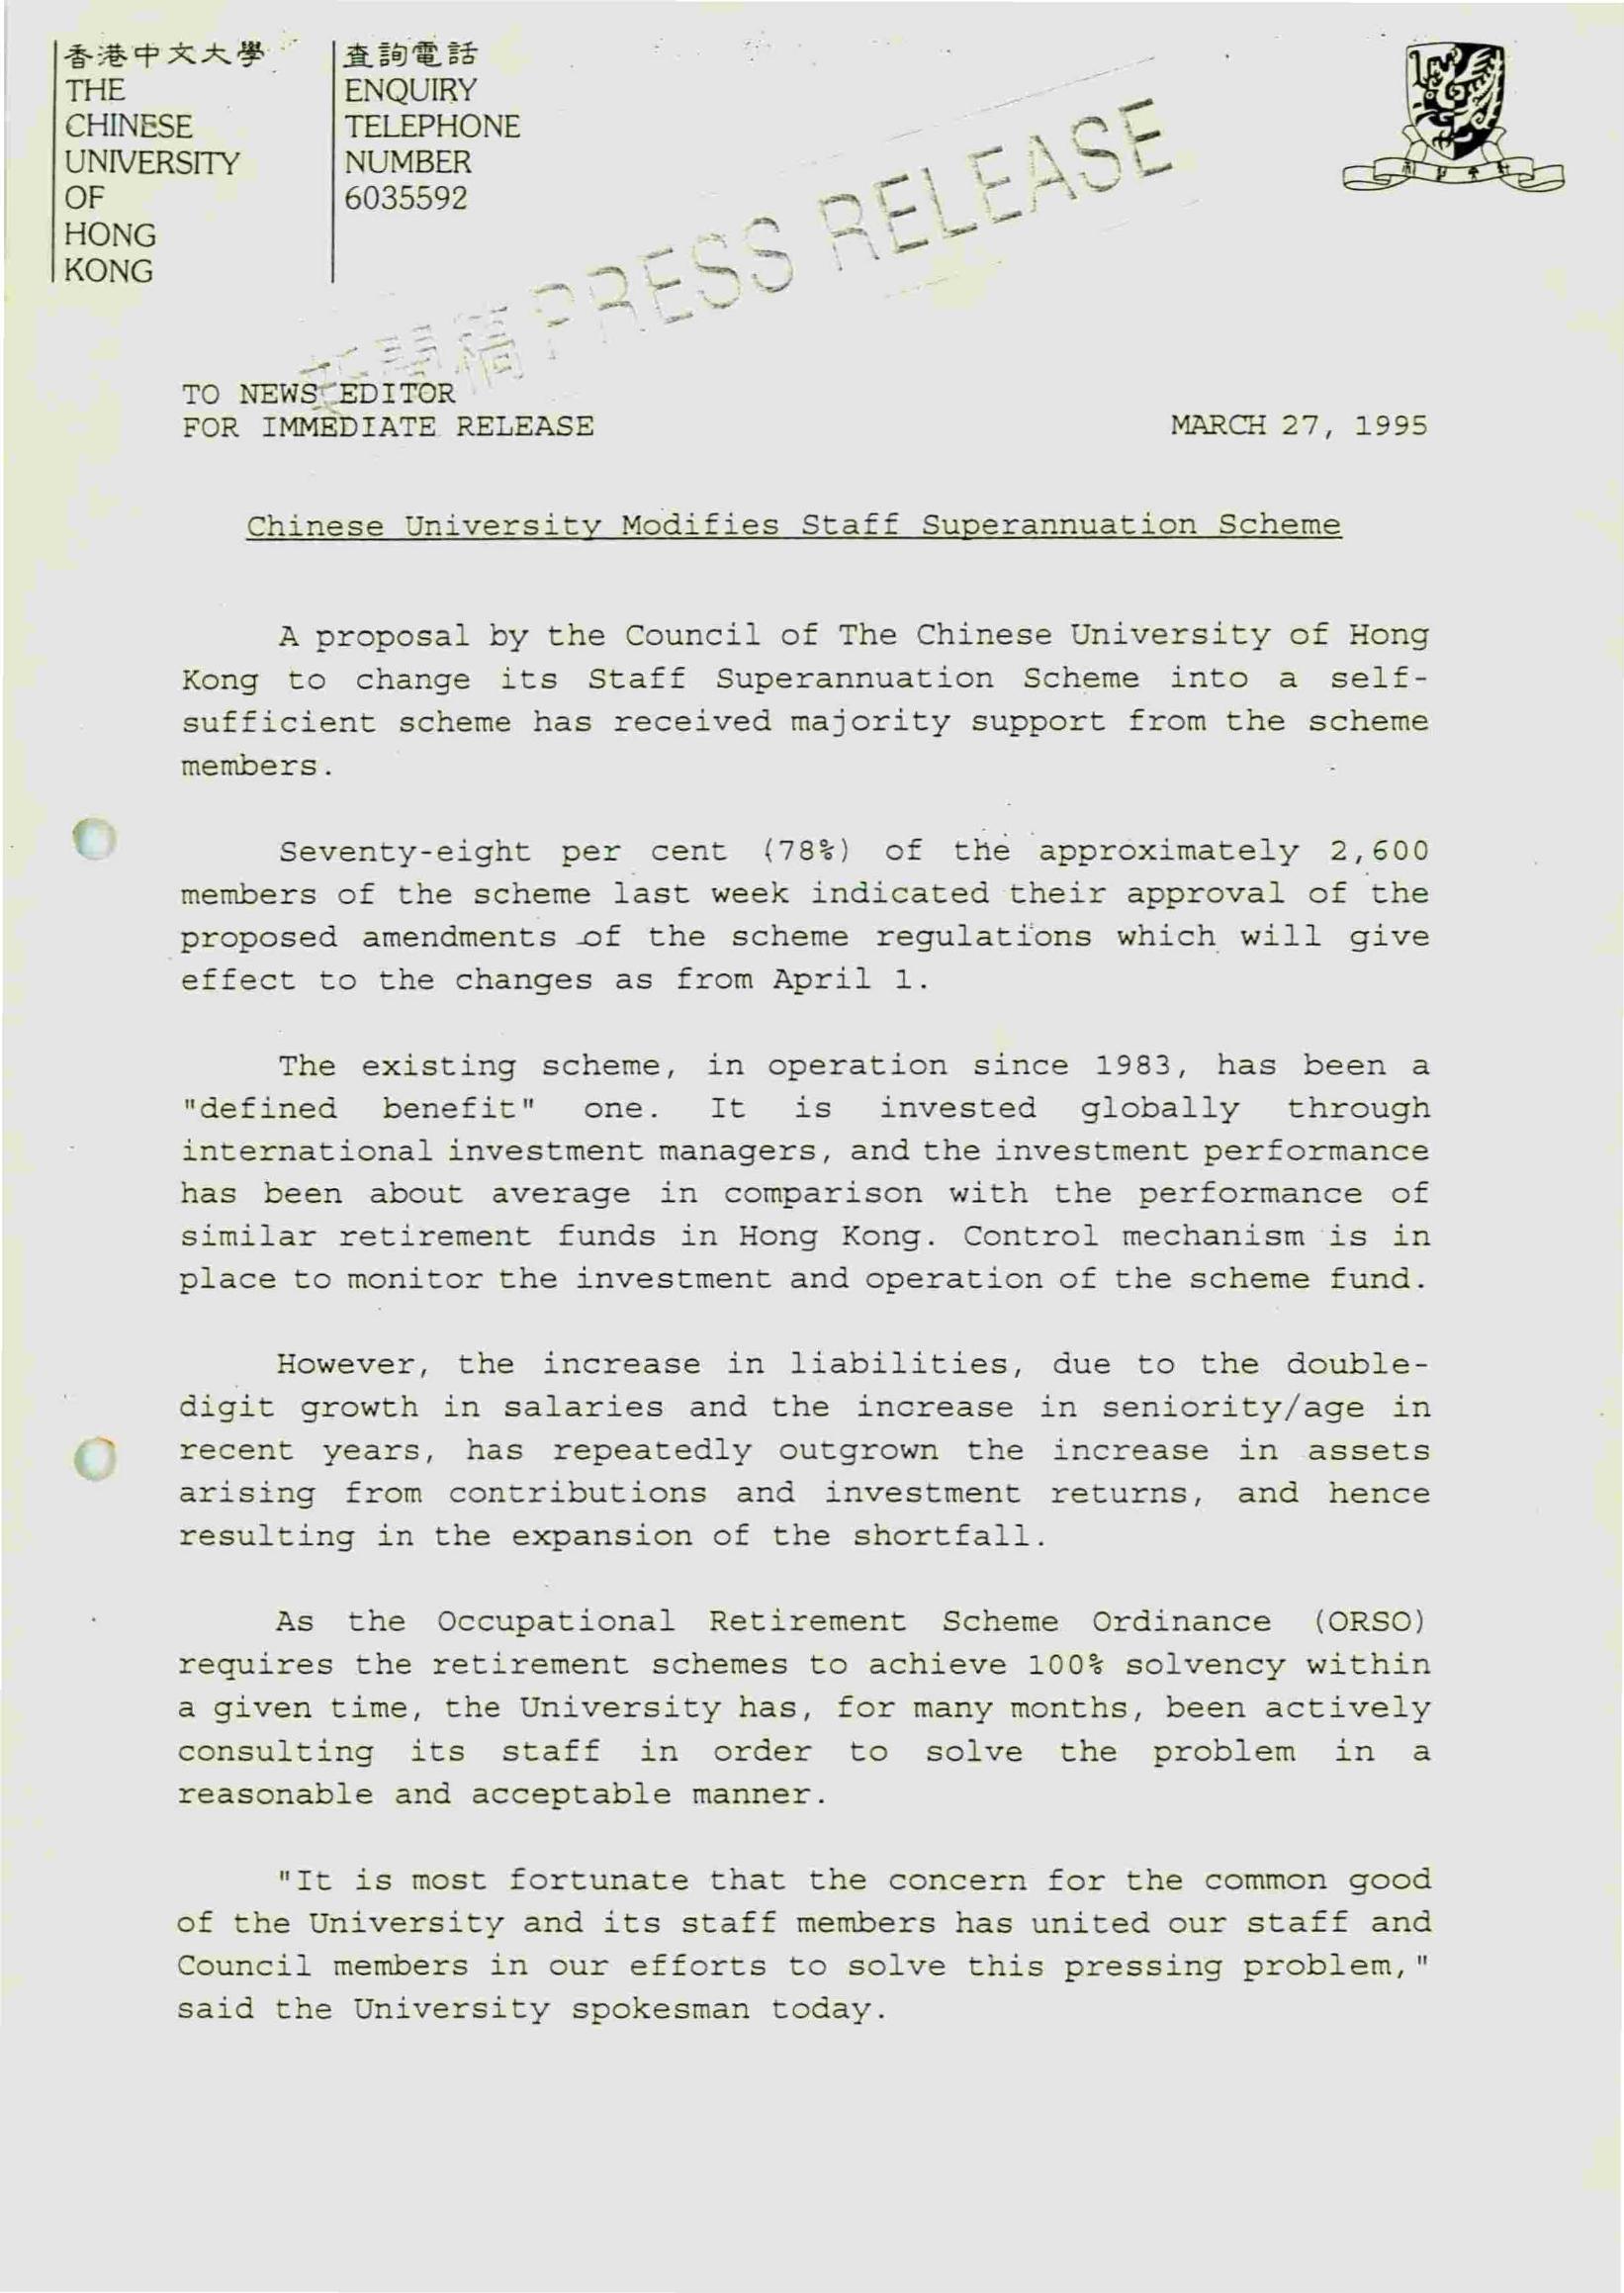 香港中文大學
THE
CHINESE
UNIVERSITY
OF
HONG
KONG
查詢電話
ENQUIRY
TELEPHONE
NUMBER
6035592
新聞稿 PRESS RELEASE
TO NEWS EDITOR
FOR IMMEDIATE RELEASE MARCH 27, 1995
Chinese University Modifies Staff Superannuation Scheme
A proposal by the Council of The Chinese University of Hong
Kong to change its Staff Superannuation Scheme into a self-
sufficient scheme has received majority support from the scheme
members.
Seventy-eight per cent (78%) of the approximately 2,600
members of the scheme last week indicated their approval of the
proposed amendments of the scheme regulations which will give
effect to the changes as from April 1.
The existing scheme, in operation since 1983, has been a
"defined benefit" one. It is invested globally through
international investment managers, and the investment performance
has been about average in comparison with the performance of
similar retirement funds in Hong Kong. Control mechanism is in
place to monitor the investment and operation of the scheme fund.
However, the increase in liabilities, due to the double-
digit growth in salaries and the increase in seniority/age in
recent years, has repeatedly outgrown the increase in assets
arising from contributions and investment returns, and hence
resulting in the expansion of the shortfall.
As the Occupational Retirement Scheme Ordinance (ORSO)
requires the retirement schemes to achieve 100% solvency within
a given time, the University has, for many months, been actively
consulting its staff in order to solve the problem in a
reasonable and acceptable manner.
"It is most fortunate that the concern for the common good
of the University and its staff members has united our staff and
Council members in our efforts to solve this pressing problem,"
said the University spokesman today.